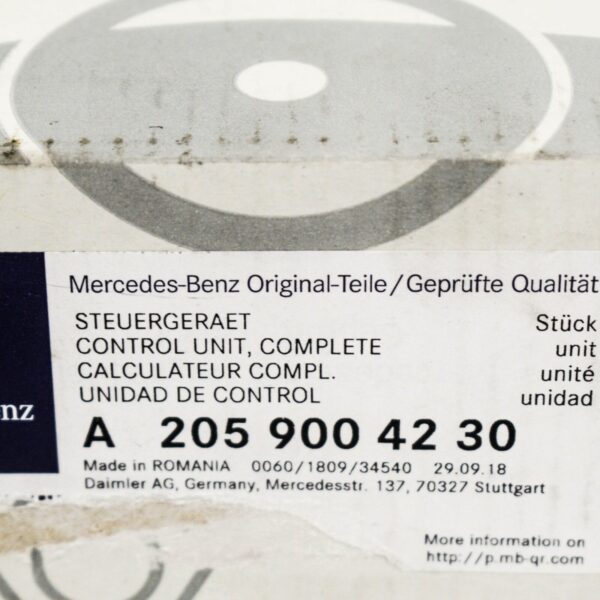 Mercedes-Benz Original-Teile/Geprüfte Qualität
STEUERGERAET Stück
CONTROL UNIT, COMPLETE unit
CALCULATEUR COMPL. unité
UNIDAD DE CONTROL unidad
nz
A 205 900 42 30
Made in ROMANIA 0060/1809/34540 29.09.18
Daimler AG, Germany, Mercedesstr. 137, 70327 Stuttgart
More information on
http://p.mb-qr.com